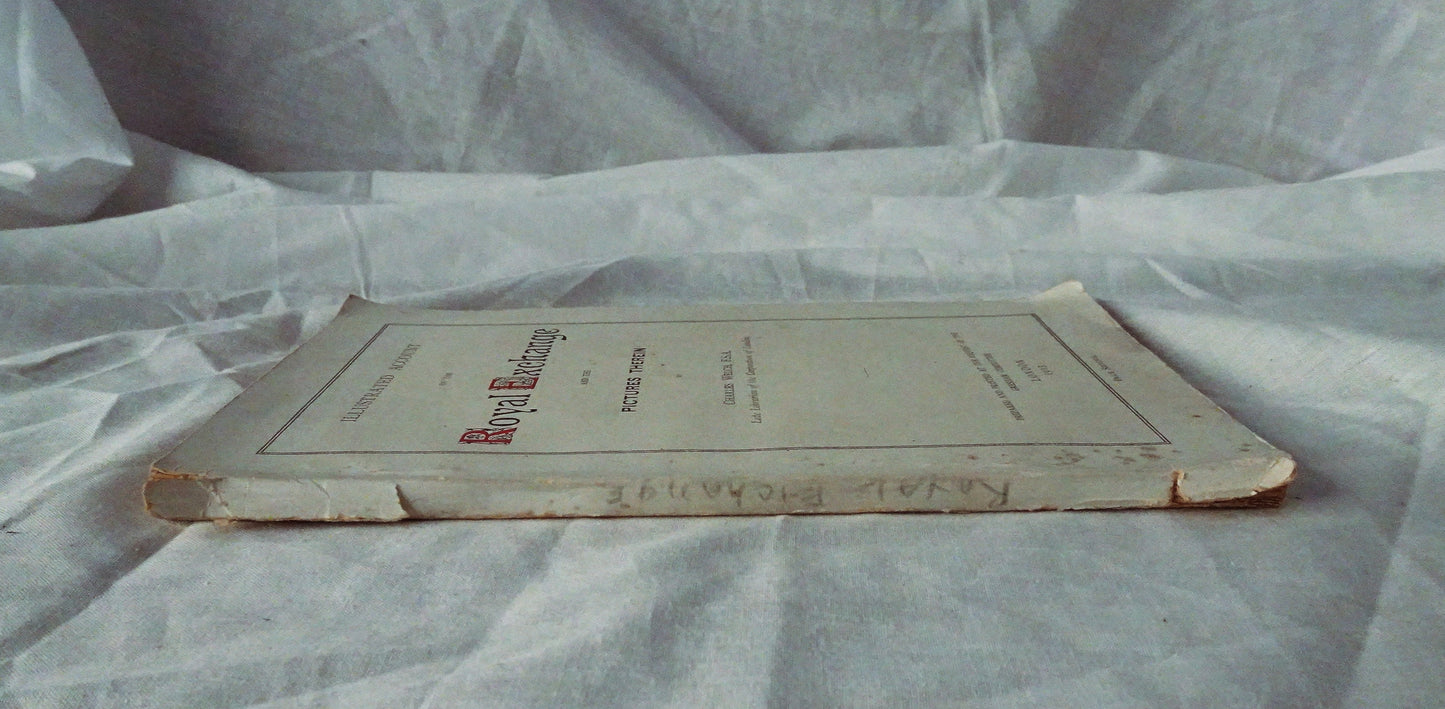 ILLUSTRATED ACCOUNT
OF THE
Royal Exchange
AND THE
PICTURES THEREIN
CHARLES WELCH, F.S.A.
Late Librarian of the Corporation of London.
LONDON
Royal Exchange